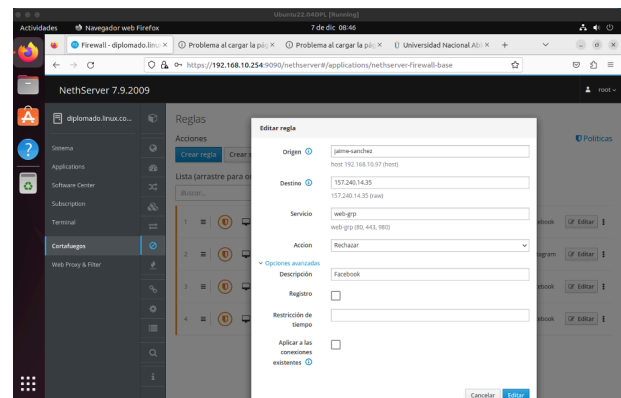 Ubuntu22.04DPL [Running]
Actividades
Navegador web Firefox
7 de dic 08:46
Firewall - diplomado.linu
Problema al cargar la pág
Problema al cargar la pág
Universidad Nacional Abi
https://192.168.10.254:9090/nethserver#/applications/nethserver-firewall-base
NethServer 7.9.2009
root
diplomado.linux.co...
Sistema
Applications
Software Center
Subscription
Terminal
Cortafuegos
Web Proxy & Filter
Reglas
Acciones
Políticas
Crear regla
Crear s
Lista (arrastre para or
Buscar...
1
ebook
Editar
2
ogram
Editar
3
ebook
Editar
4
ebook
Editar
Editar regla
Origen
jaime-sanchez
host 192.168.10.97 (host)
Destino
157.240.14.35
157.240.14.35 (raw)
Servicio
web-grp
web-grp (80, 443, 980)
Accion
Rechazar
Opciones avanzadas
Descripción
Facebook
Registro
Restricción de
tiempo
Aplicar a las
conexiones
existentes
Cancelar
Editar